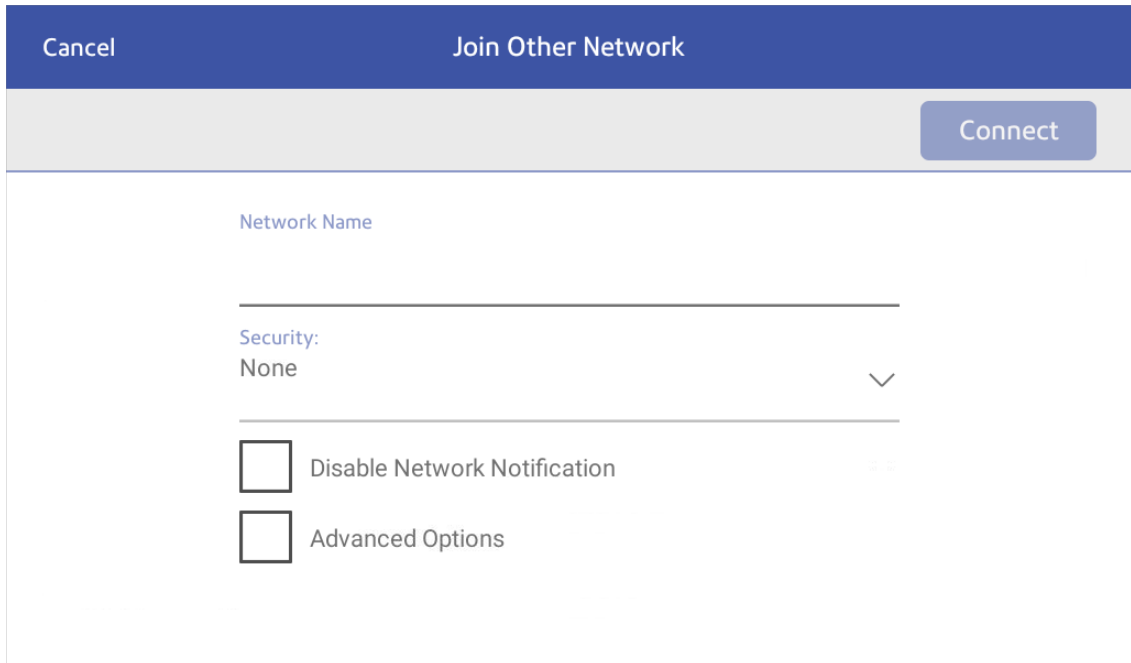 Cancel
Join Other Network
Connect
Network Name
Security:
None
Disable Network Notification
Advanced Options